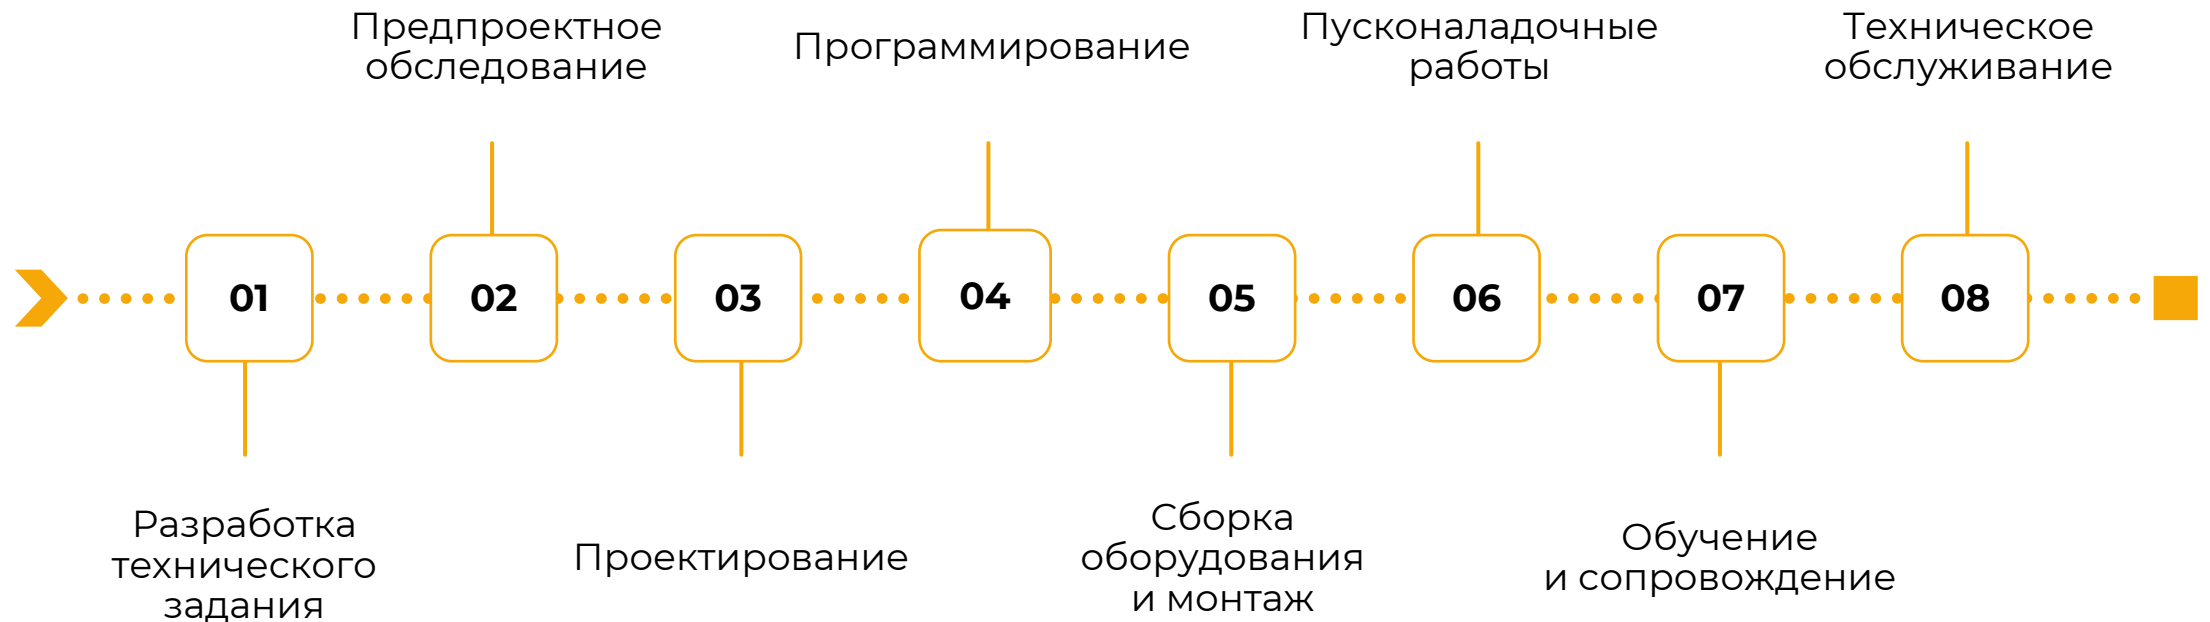 Предпроектное
обследование
Программирование
Пусконаладочные
работы
Техническое
обслуживание
01
02
03
04
05
06
07
08
Разработка
технического
задания
Проектирование
Сборка
оборудования
и монтаж
Обучение
и сопровождение